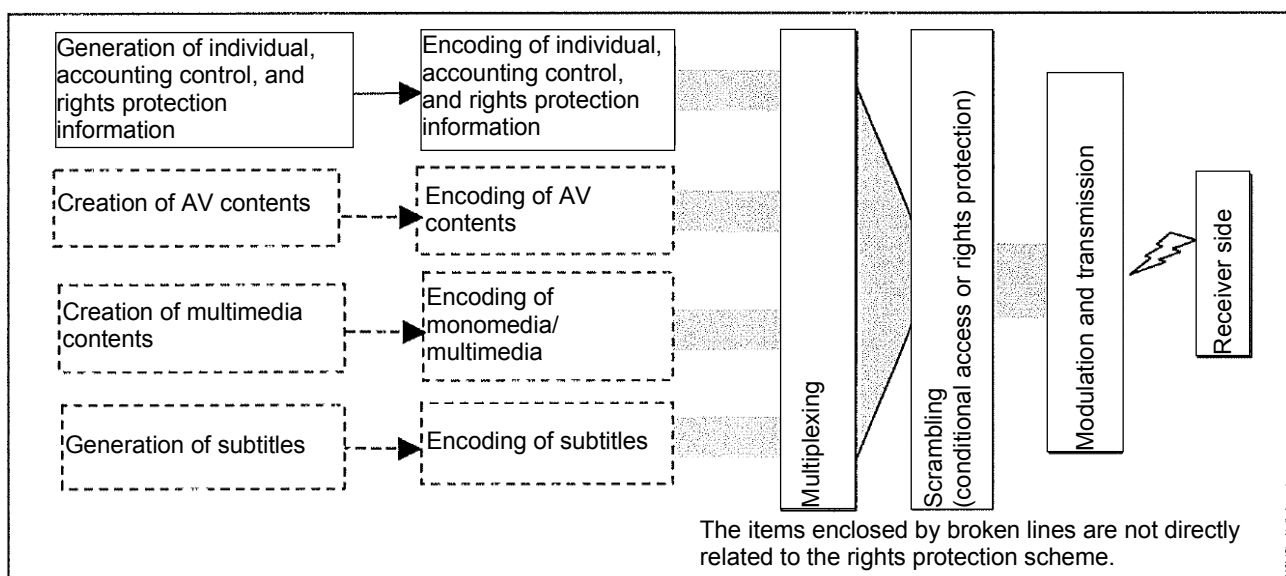 Generation of individual,
accounting control, and
rights protection
information
Encoding of individual,
accounting control,
and rights protection
information
Creation of AV contents
Encoding of AV
contents
Creation of multimedia
contents
Encoding of
monomedia/
multimedia
Generation of subtitles
Encoding of subtitles
Multiplexing
Scrambling
(conditional access or rights protection)
Modulation and transmission
Receiver side
The items enclosed by broken lines are not directly
related to the rights protection scheme.